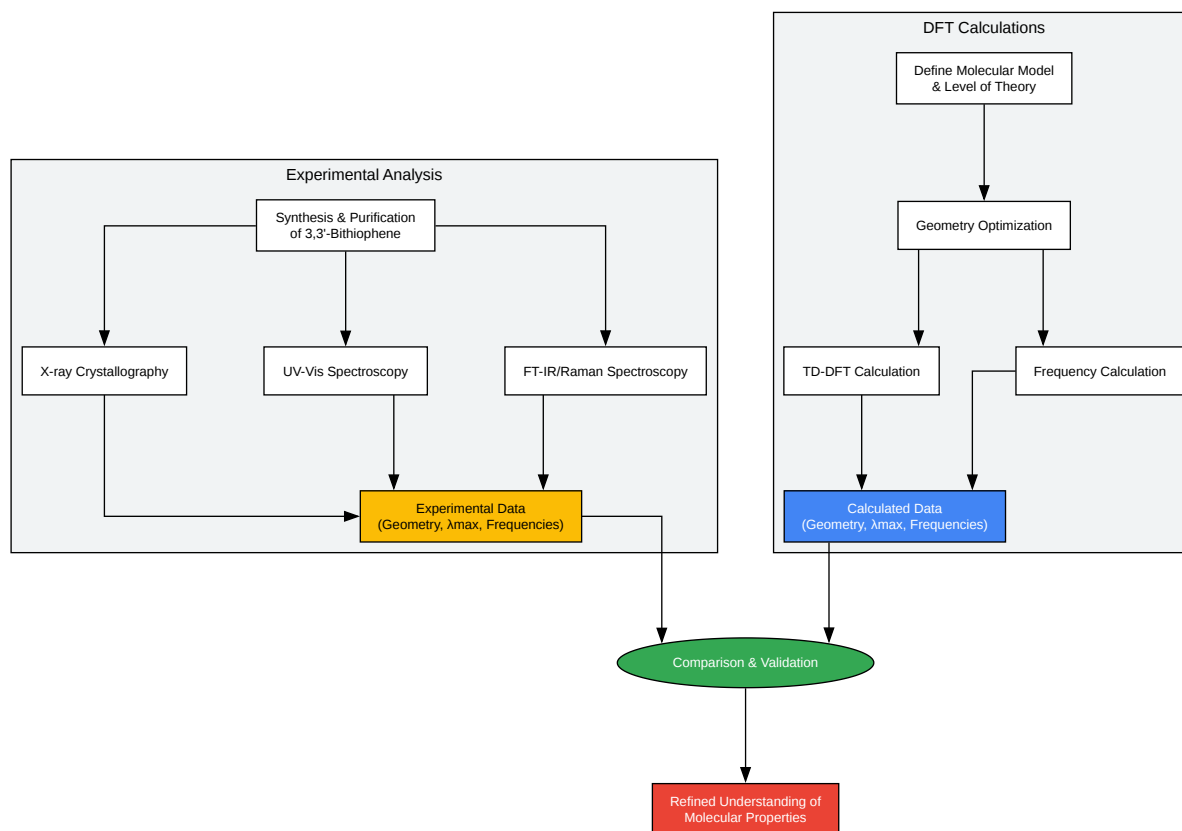 DFT Calculations
Define Molecular Model
& Level of Theory
Experimental Analysis
Synthesis & Purification
of 3,3'-Bithiophene
Geometry Optimization
X-ray Crystallography
UV-Vis Spectroscopy
FT-IR/Raman Spectroscopy
TD-DFT Calculation
Frequency Calculation
Experimental Data
(Geometry, λmax, Frequencies)
Calculated Data
(Geometry, λmax, Frequencies)
Comparison & Validation
Refined Understanding of
Molecular Properties